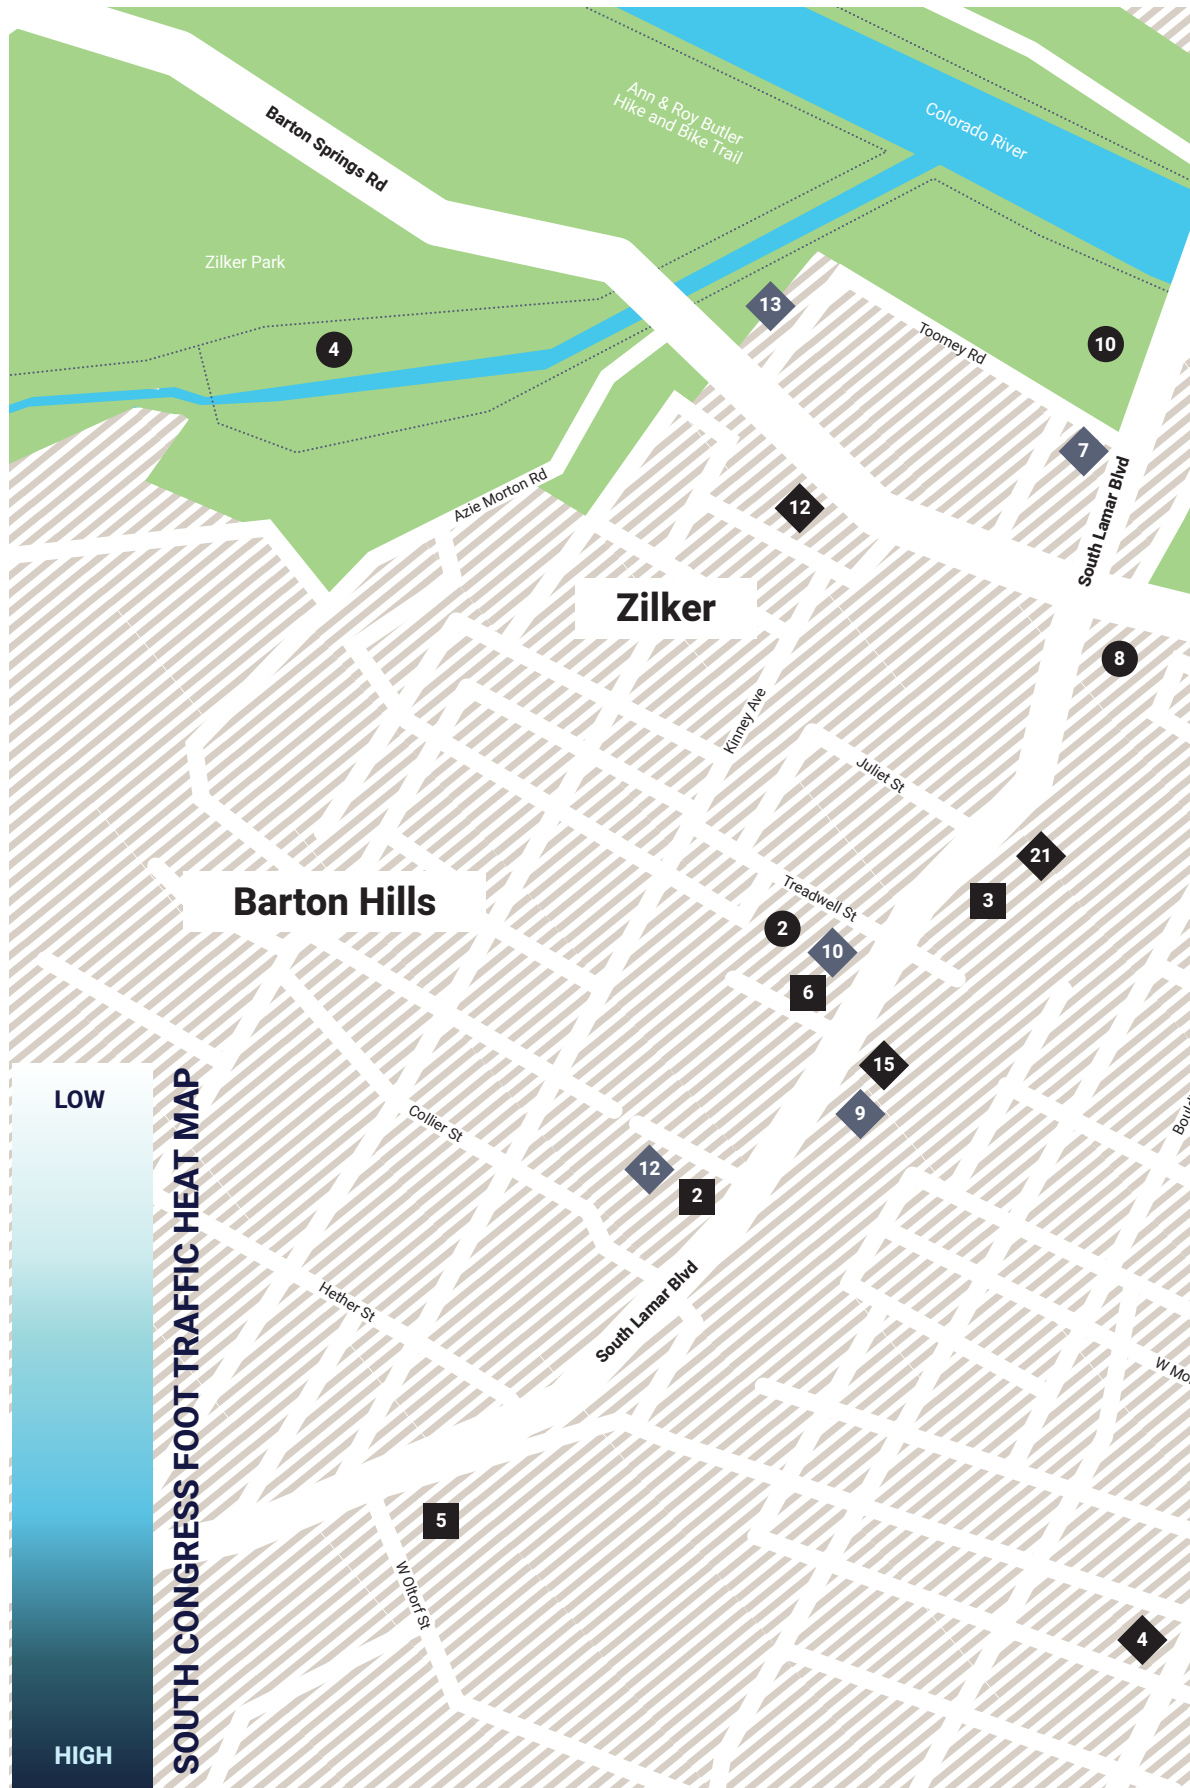 Ann & Roy Butler
Hike and Bike Trail
Colorado River
Barton Springs Rd
Zilker Park
13
4
Toomey Rd
10
7
South Lamar Blvd
Azie Morton Rd
12
Zilker
8
Kinney Ave
Juliet St
21
Treadwell St
3
Barton Hills
2
10
6
15
LOW
9
Collier St
12
2
SOUTH CONGRESS FOOT TRAFFIC HEAT MAP
Hether St
South Lamar Blvd
W Mo
5
W Oltorf St
4
HIGH